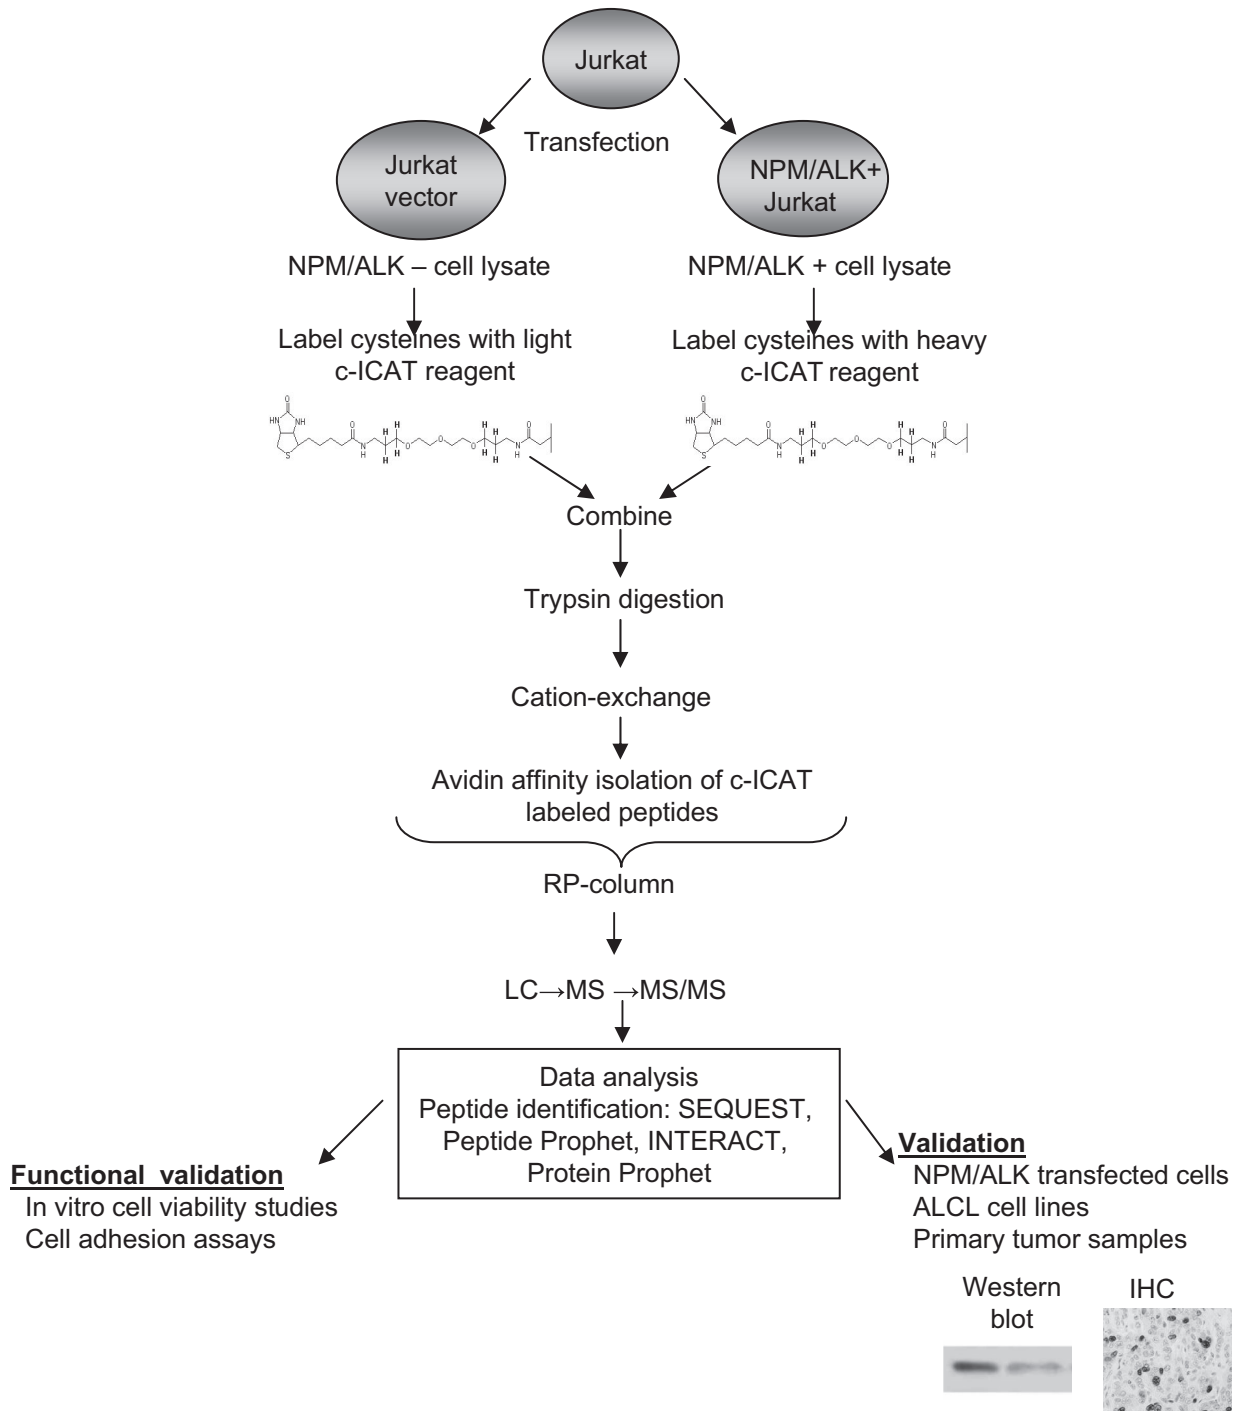 Jurkat
Transfection
Jurkat
vector
NPM/ALK+
Jurkat
NPM/ALK – cell lysate
NPM/ALK + cell lysate
Label cysteines with light
c-ICAT reagent
Label cysteines with heavy
c-ICAT reagent
O
HN
NH
S
O
N
H
H
H
H
H
O
O
O
H
H
H
H
N
H
O
O
HN
NH
S
O
N
H
H
H
H
H
O
O
O
H
H
H
H
N
H
O
Combine
Trypsin digestion
Cation-exchange
Avidin affinity isolation of c-ICAT
labeled peptides
RP-column
LC→MS →MS/MS
Data analysis
Peptide identification: SEQUEST,
Peptide Prophet, INTERACT,
Protein Prophet
Functional validation
In vitro cell viability studies
Cell adhesion assays
Validation
NPM/ALK transfected cells
ALCL cell lines
Primary tumor samples
Western
blot
IHC